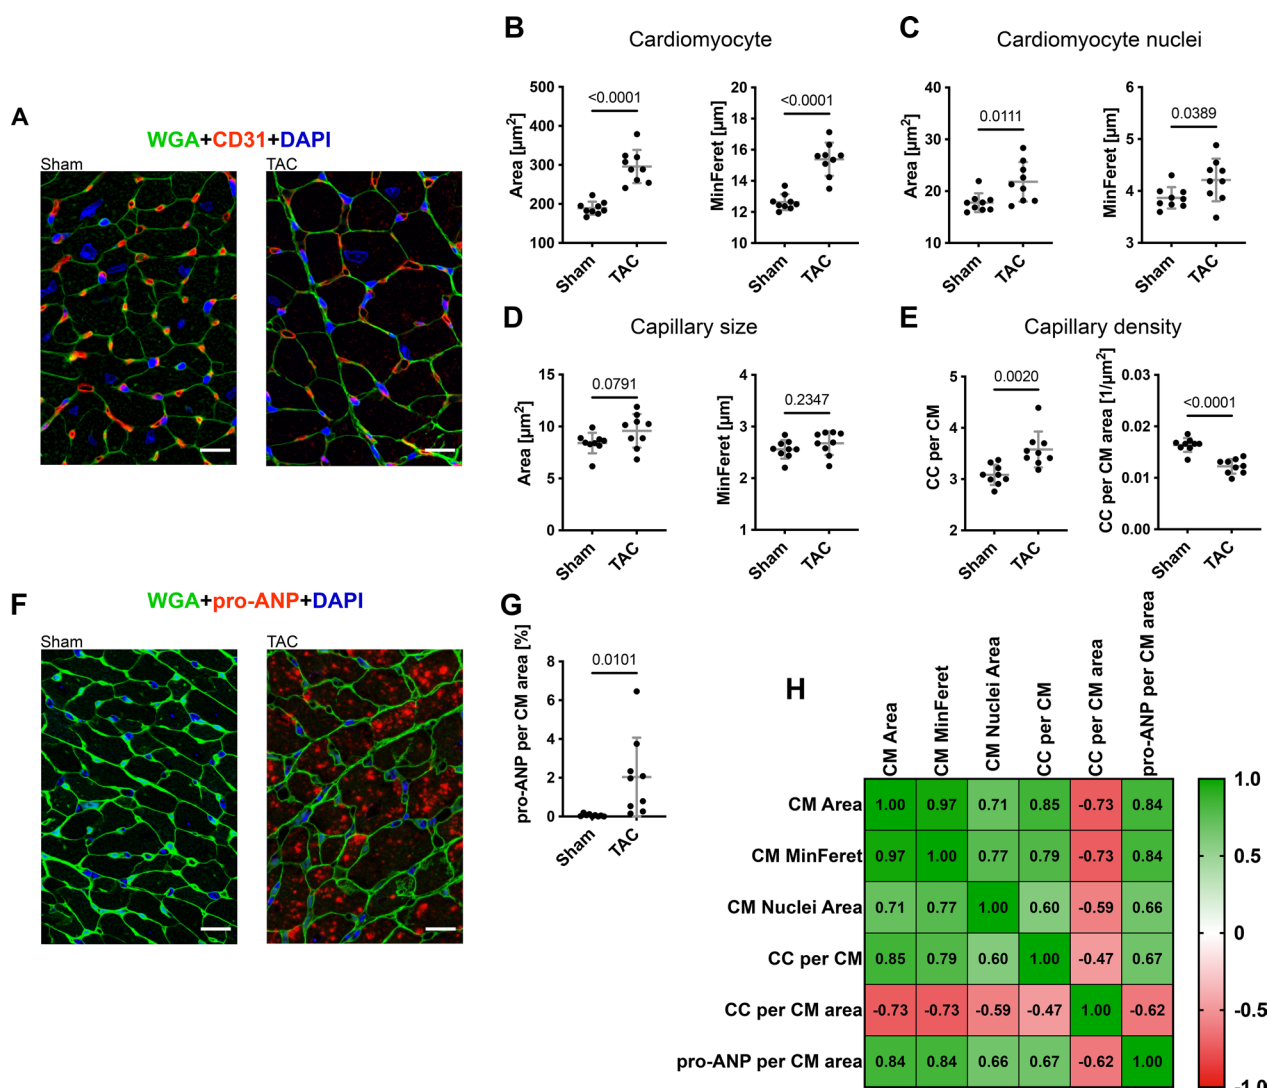 A
WGA+CD31+DAPI
Sham
TAC
B
Cardiomyocyte
Area [µm²]
500
400
300
200
100
<0.0001
Sham
TAC
MinFeret [µm]
20
18
16
14
12
10
<0.0001
Sham
TAC
C
Cardiomyocyte nuclei
Area [µm²]
40
30
20
10
0.0111
Sham
TAC
MinFeret [µm]
6
5
4
3
0.0389
Sham
TAC
D
Capillary size
Area [µm²]
15
10
5
0
0.0791
Sham
TAC
MinFeret [µm]
4
3
2
1
0.2347
Sham
TAC
E
Capillary density
CC per CM
5
4
3
2
0.0020
Sham
TAC
CC per CM area [1/µm²]
0.03
0.02
0.01
0.00
<0.0001
Sham
TAC
F
WGA+pro-ANP+DAPI
Sham
TAC
G
pro-ANP per CM area [%]
8
6
4
2
0
0.0101
Sham
TAC
H
CM Area
CM MinFeret
CM Nuclei Area
CC per CM
CC per CM area
pro-ANP per CM area
CM Area 1.00 0.97 0.71 0.85 -0.73 0.84
CM MinFeret 0.97 1.00 0.77 0.79 -0.73 0.84
CM Nuclei Area 0.71 0.77 1.00 0.60 -0.59 0.66
CC per CM 0.85 0.79 0.60 1.00 -0.47 0.67
CC per CM area -0.73 -0.73 -0.59 -0.47 1.00 -0.62
pro-ANP per CM area 0.84 0.84 0.66 0.67 -0.62 1.00
1.0
0.5
0
-0.5
-1.0